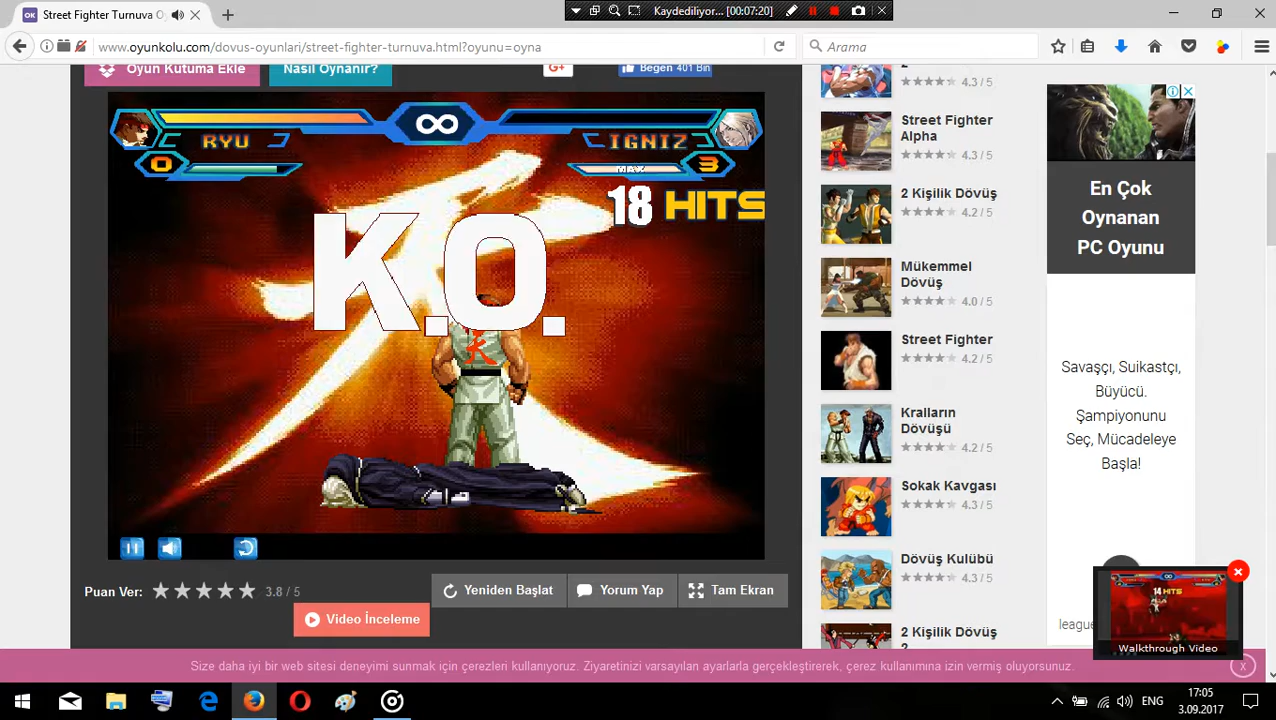 Street Fighter Turnuva O
Kaydediliyor... 00:07:20
www.oyunkolu.com/dovus-oyunlari/street-fighter-turnuva.html?oyunu=oyna
Arama
Oyun Kutuma Ekle
Nasıl Oynanır?
G+
Beğen 401 Bin
RYU
IGNIZ
0
3
18 HITS
K.O.
Puan Ver:
3.8 / 5
Yeniden Başlat
Yorum Yap
Tam Ekran
Video İnceleme
2
4.3 / 5
Street Fighter
Alpha
4.3 / 5
2 Kişilik Dövüş
4.2 / 5
Mükemmel
Dövüş
4.0 / 5
Street Fighter
4.2 / 5
Kralların
Dövüşü
4.2 / 5
Sokak Kavgası
4.3 / 5
Dövüş Kulübü
4.3 / 5
2 Kişilik Dövüş
2
En Çok
Oynanan
PC Oyunu
Savaşçı, Suikastçı,
Büyücü.
Şampiyonunu
Seç, Mücadeleye
Başla!
league
14 HITS
Walkthrough Video
Size daha iyi bir web sitesi deneyimi sunmak için çerezleri kullanıyoruz. Ziyaretinizi varsayılan ayarlarla gerçekleştirerek, çerez kullanımına izin vermiş oluyorsunuz.
x
ENG
17:05
3.09.2017